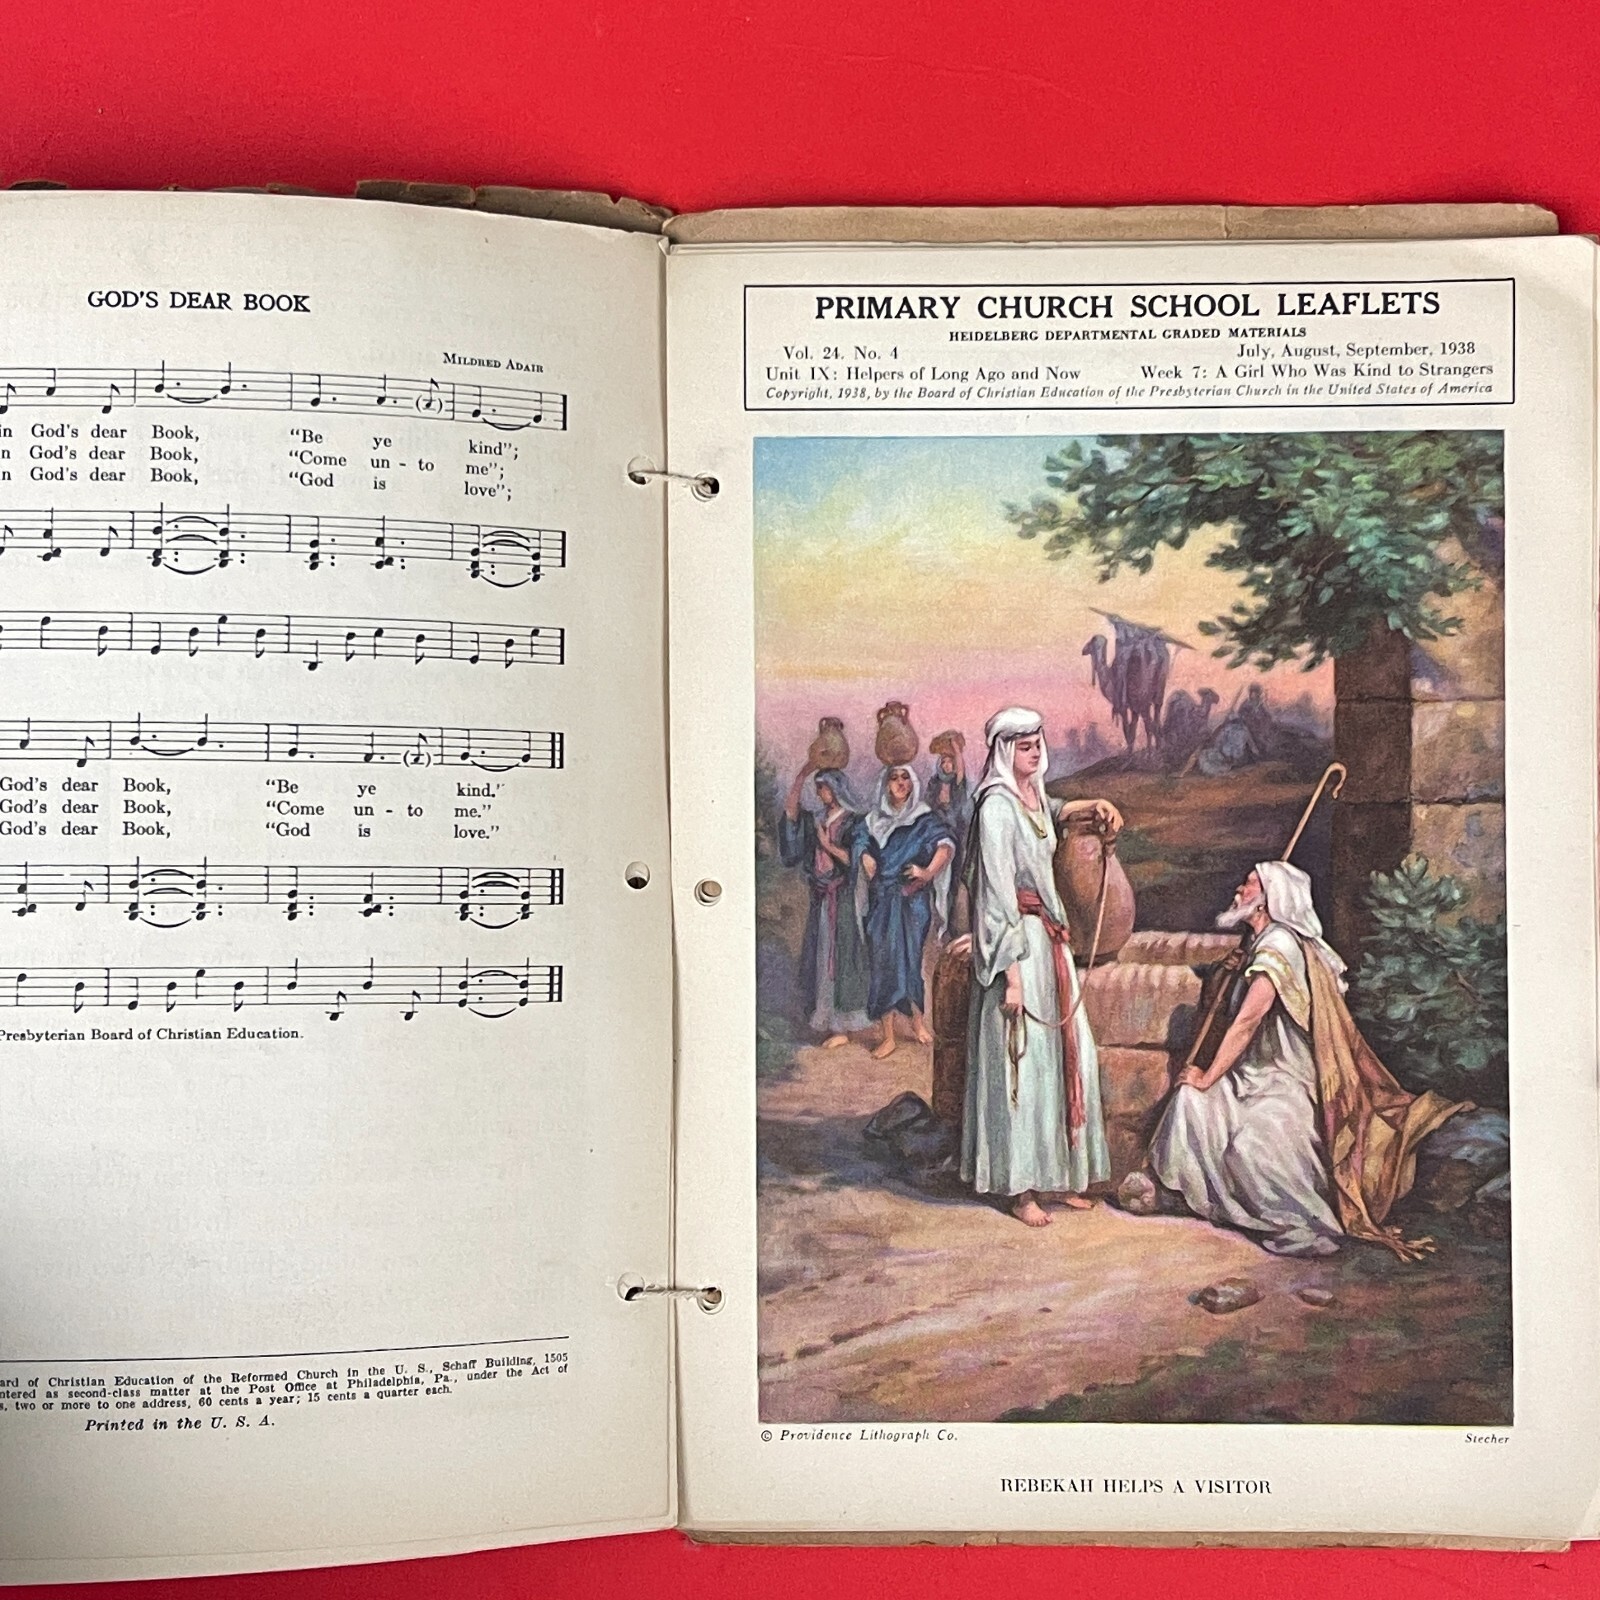 GOD'S DEAR BOOK
MILDRED ADAIR
in God's dear Book, "Be ye kind";
n God's dear Book, "Come un - to me";
n God's dear Book, "God is love";
God's dear Book, "Be ye kind."
God's dear Book, "Come un - to me."
God's dear Book, "God is love."
Presbyterian Board of Christian Education.
ard of Christian Education of the Reformed Church in the U. S., Schaff Building, 1505
ntered as second-class matter at the Post Office at Philadelphia, Pa., under the Act of
s, two or more to one address, 60 cents a year; 15 cents a quarter each.
Printed in the U. S. A.
PRIMARY CHURCH SCHOOL LEAFLETS
HEIDELBERG DEPARTMENTAL GRADED MATERIALS
Vol. 24. No. 4 July, August, September, 1938
Unit IX: Helpers of Long Ago and Now Week 7: A Girl Who Was Kind to Strangers
Copyright, 1938, by the Board of Christian Education of the Presbyterian Church in the United States of America
© Providence Lithograph Co. Stecher
REBEKAH HELPS A VISITOR